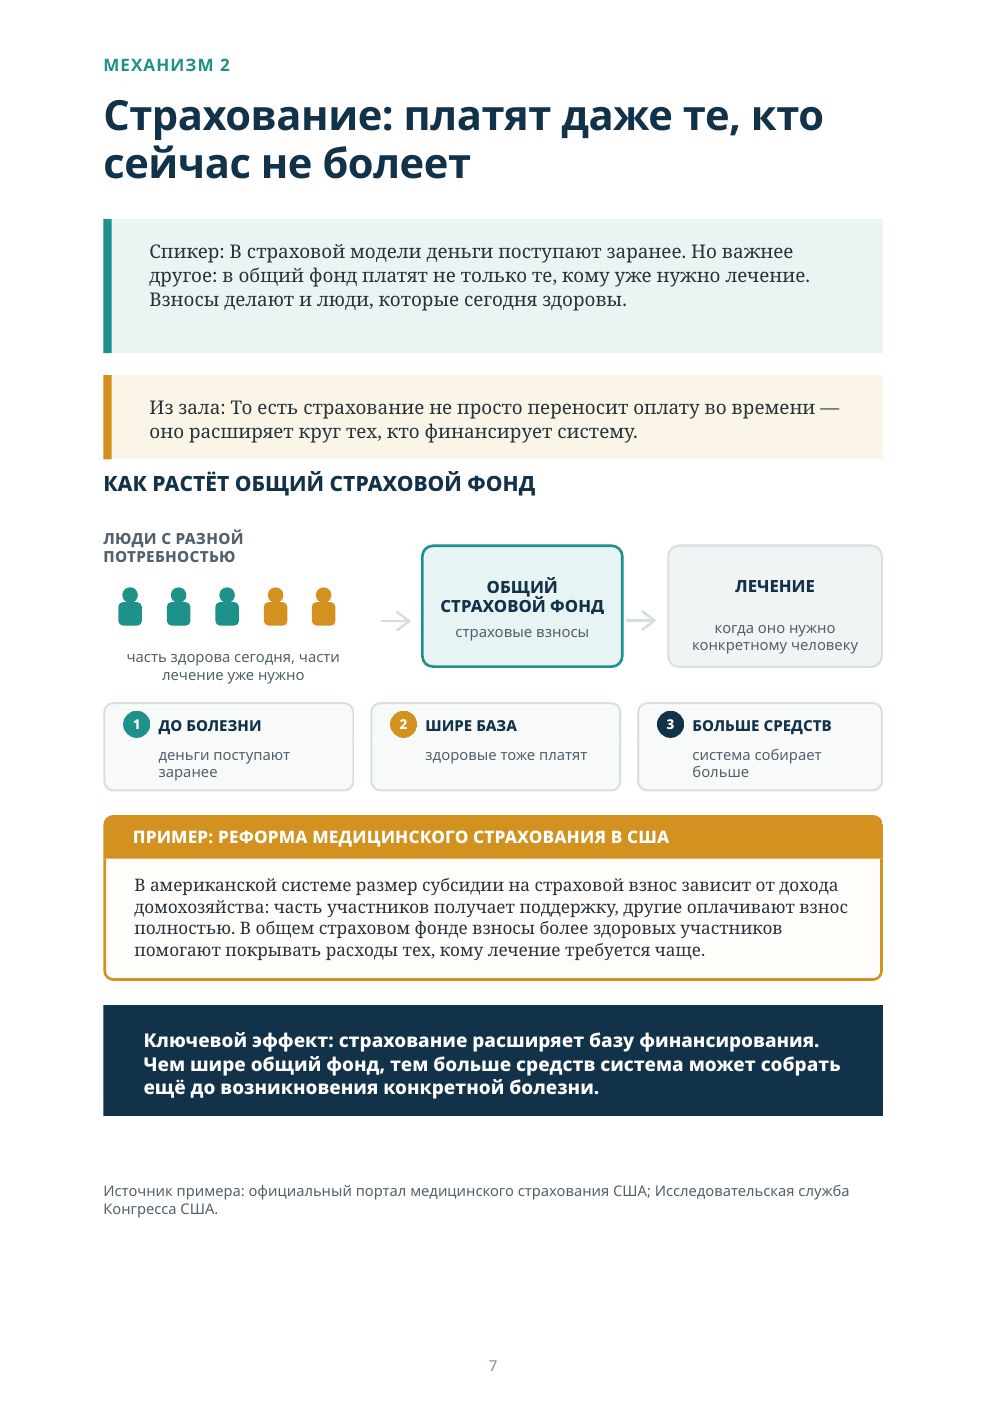 МЕХАНИЗМ 2
Страхование: платят даже те, кто
сейчас не болеет
Спикер: В страховой модели деньги поступают заранее. Но важнее
другое: в общий фонд платят не только те, кому уже нужно лечение.
Взносы делают и люди, которые сегодня здоровы.
Из зала: То есть страхование не просто переносит оплату во времени —
оно расширяет круг тех, кто финансирует систему.
КАК РАСТЁТ ОБЩИЙ СТРАХОВОЙ ФОНД
ЛЮДИ С РАЗНОЙ
ПОТРЕБНОСТЬЮ
часть здорова сегодня, части
лечение уже нужно
ОБЩИЙ
СТРАХОВОЙ ФОНД
страховые взносы
ЛЕЧЕНИЕ
когда оно нужно
конкретному человеку
1 ДО БОЛЕЗНИ
деньги поступают
заранее
2 ШИРЕ БАЗА
здоровые тоже платят
3 БОЛЬШЕ СРЕДСТВ
система собирает
больше
ПРИМЕР: РЕФОРМА МЕДИЦИНСКОГО СТРАХОВАНИЯ В США
В американской системе размер субсидии на страховой взнос зависит от дохода
домохозяйства: часть участников получает поддержку, другие оплачивают взнос
полностью. В общем страховом фонде взносы более здоровых участников
помогают покрывать расходы тех, кому лечение требуется чаще.
Ключевой эффект: страхование расширяет базу финансирования.
Чем шире общий фонд, тем больше средств система может собрать
ещё до возникновения конкретной болезни.
Источник примера: официальный портал медицинского страхования США; Исследовательская служба
Конгресса США.
7